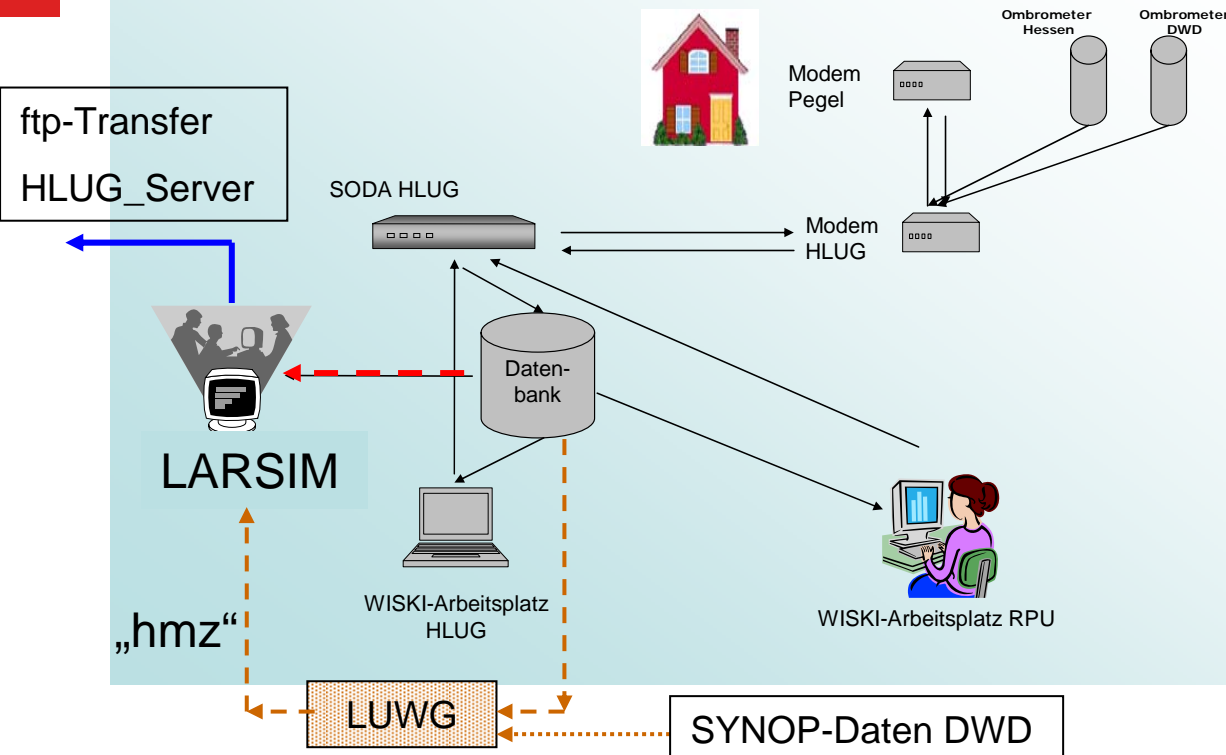 Ombrometer
Hessen
Ombrometer
DWD
Modem
Pegel
ftp-Transfer
HLUG_Server
SODA HLUG
Modem
HLUG
Daten-
bank
LARSIM
WISKI-Arbeitsplatz
HLUG
WISKI-Arbeitsplatz RPU
„hmz“
LUWG
SYNOP-Daten DWD